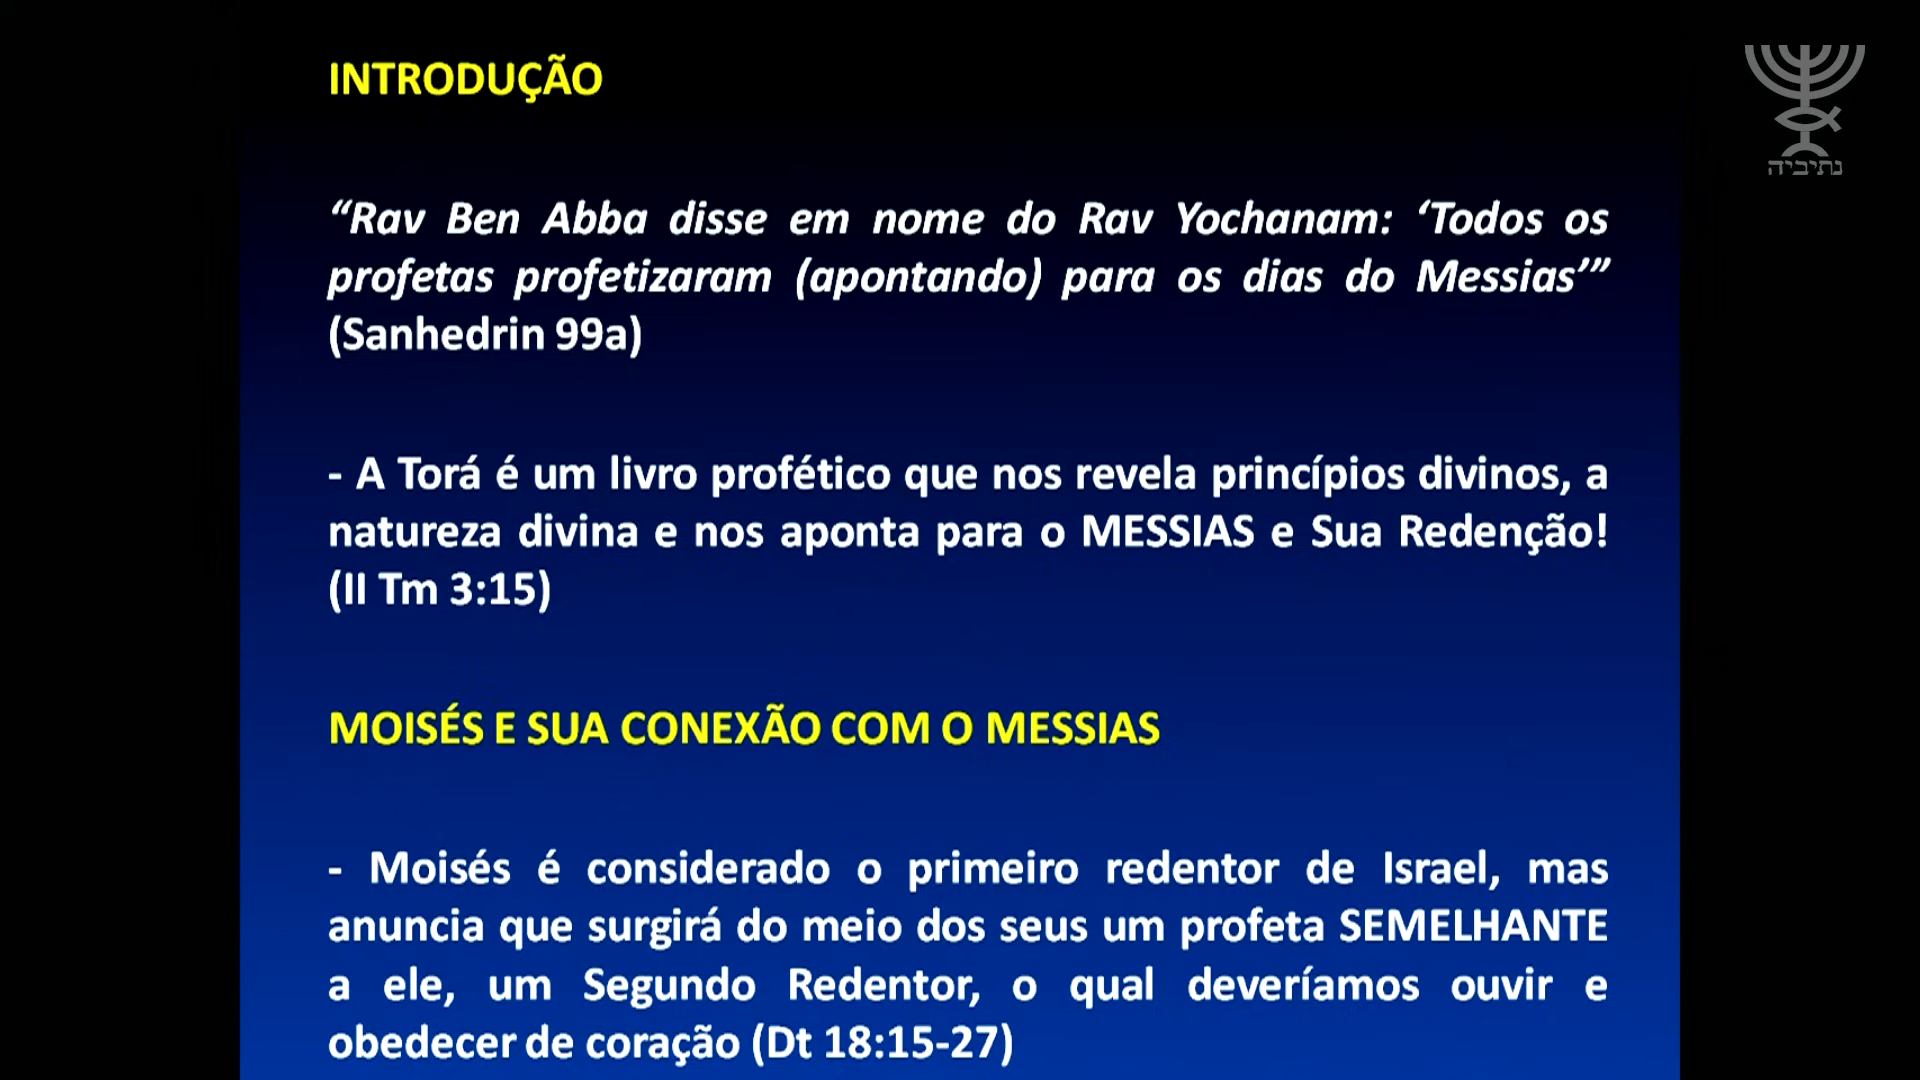 INTRODUÇÃO
“Rav Ben Abba disse em nome do Rav Yochanam: ‘Todos os
profetas profetizaram (apontando) para os dias do Messias’”
(Sanhedrin 99a)
- A Torá é um livro profético que nos revela princípios divinos, a
natureza divina e nos aponta para o MESSIAS e Sua Redenção!
(II Tm 3:15)
MOISÉS E SUA CONEXÃO COM O MESSIAS
- Moisés é considerado o primeiro redentor de Israel, mas
anuncia que surgirá do meio dos seus um profeta SEMELHANTE
a ele, um Segundo Redentor, o qual deveríamos ouvir e
obedecer de coração (Dt 18:15-27)
נתיביה